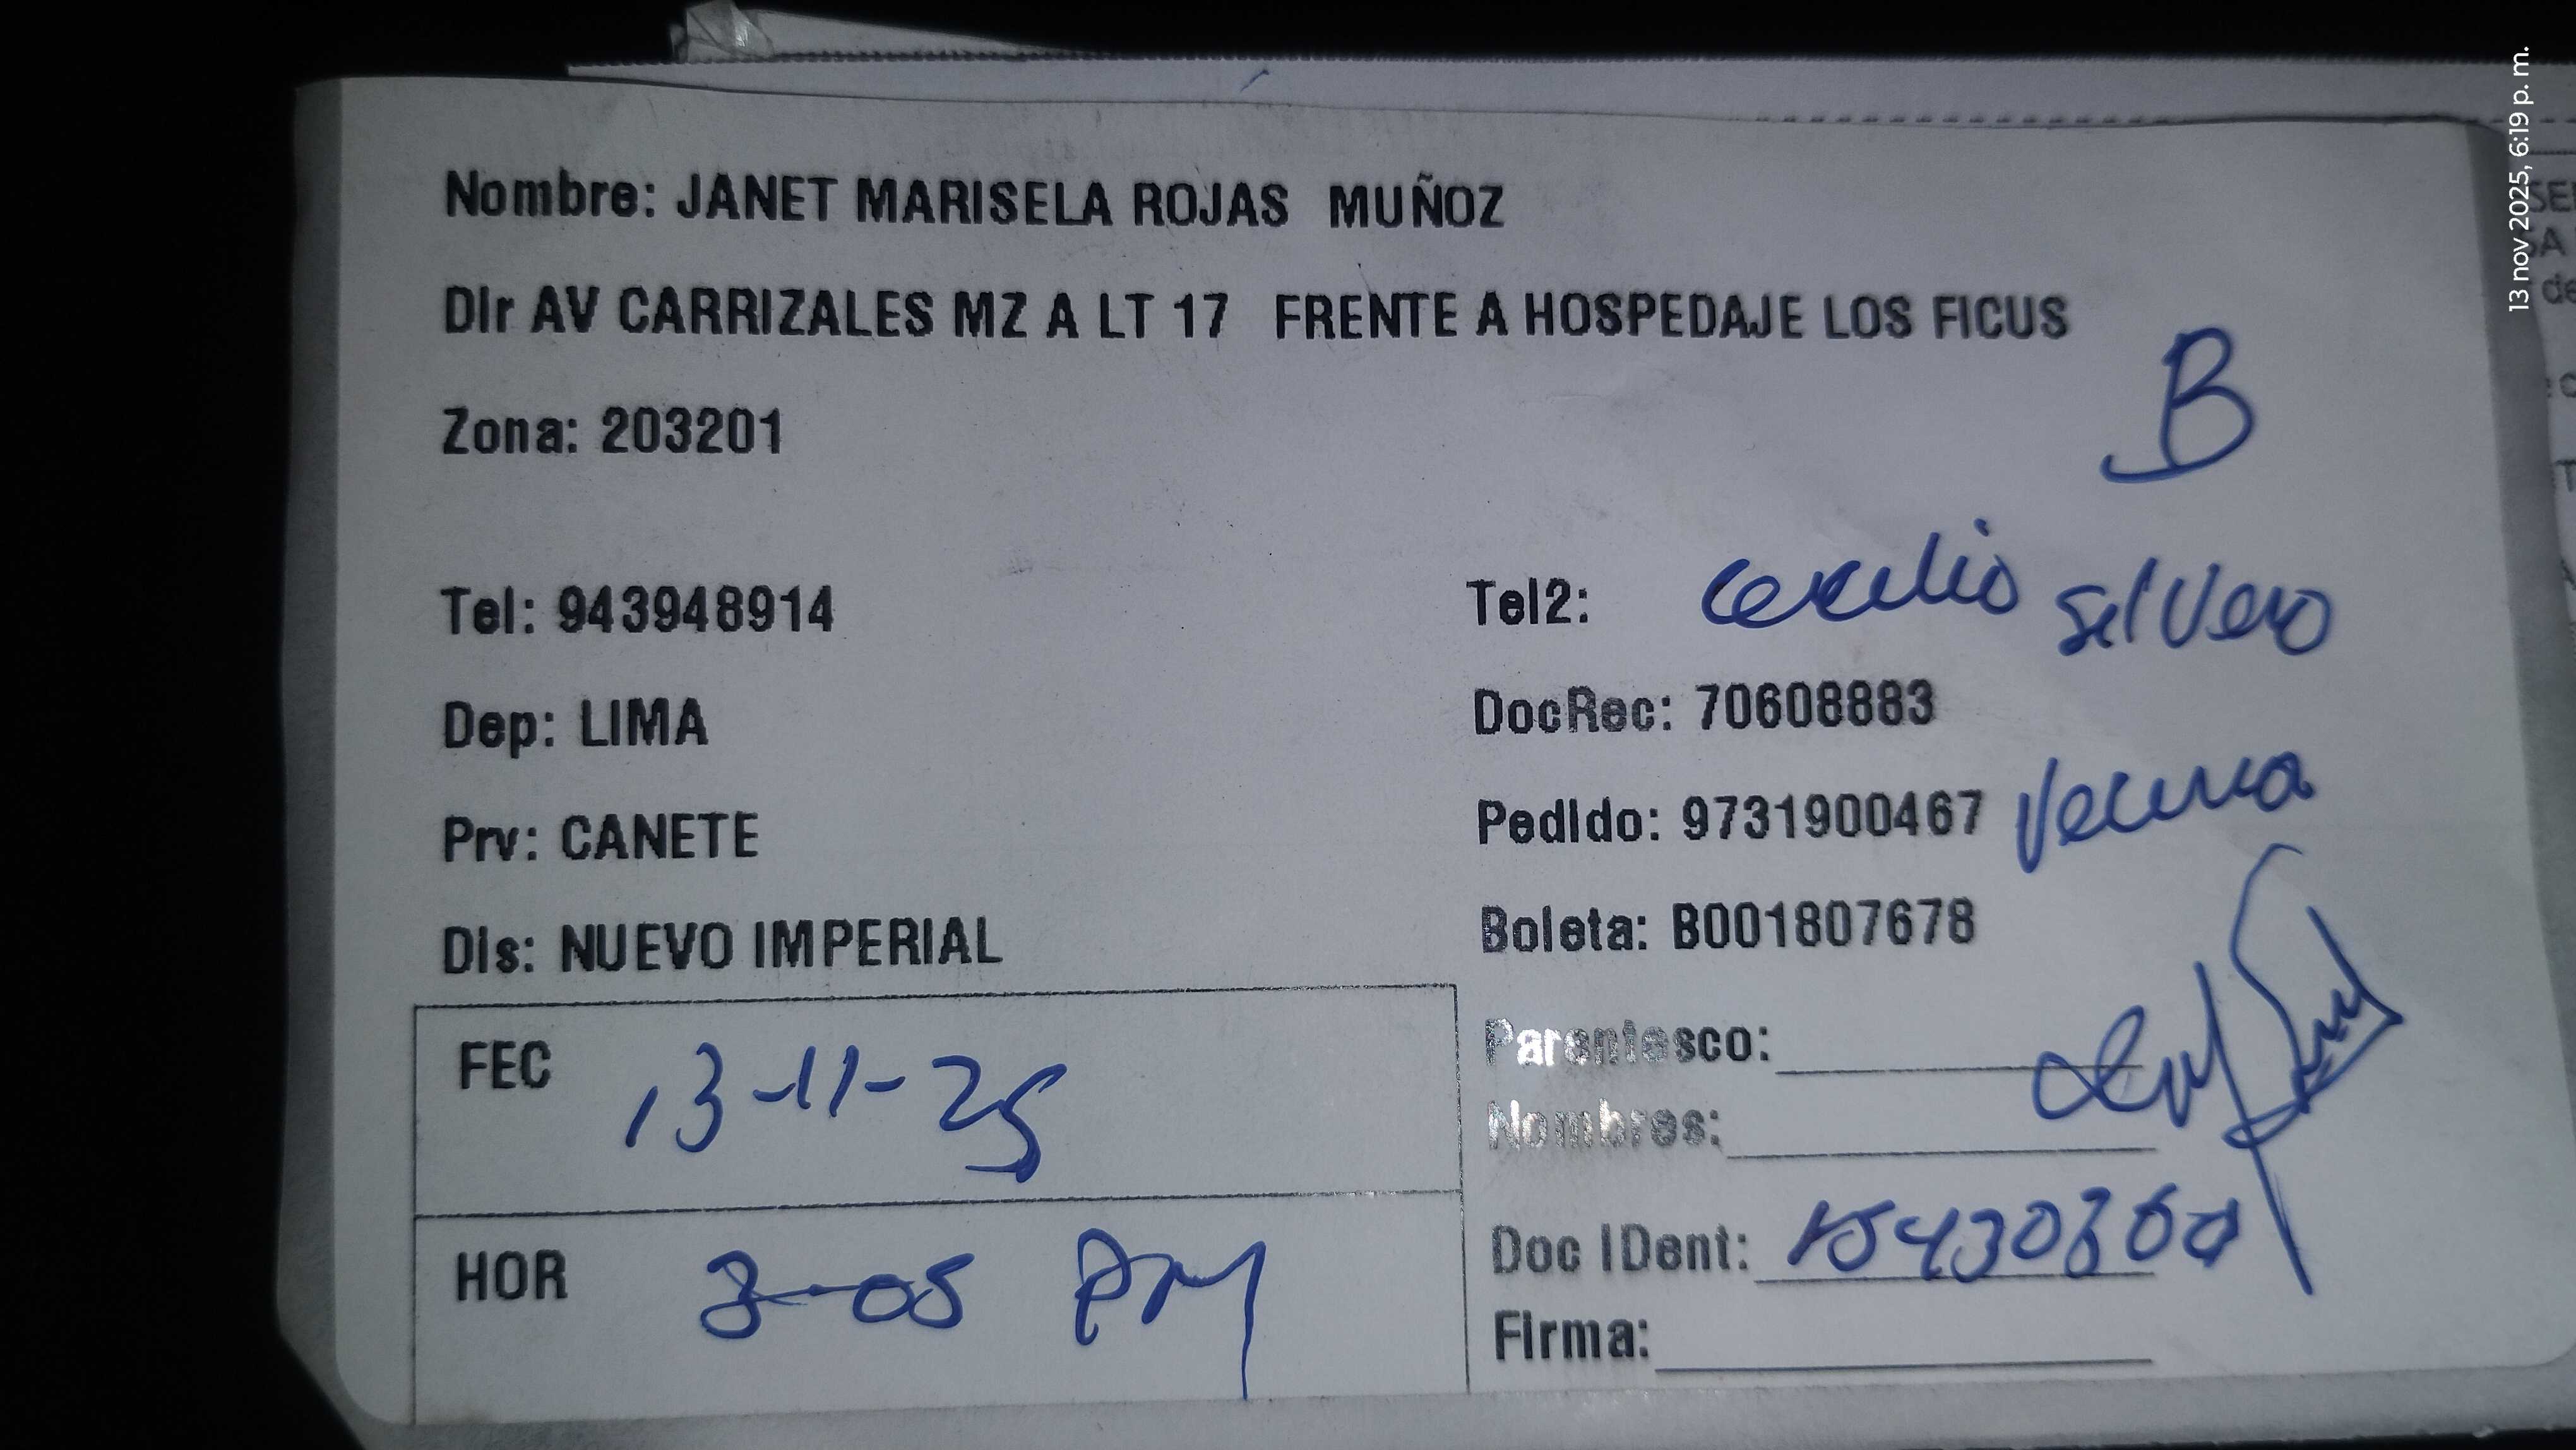 13 nov 2025, 6:19 p. m.
Nombre: JANET MARISELA ROJAS MUÑOZ
Dir AV CARRIZALES MZ A LT 17 FRENTE A HOSPEDAJE LOS FICUS
B
Zona: 203201
Tel: 943948914
Tel2:
Dep: LIMA
DocRec: 70608883
Prv: CANETE
Pedido: 9731900467 Vecina
Dis: NUEVO IMPERIAL
Boleta: B001807678
FEC 13-11-25
Parentesco:
Nombres:
HOR 3-05 PM
Doc IDent:
Firma: